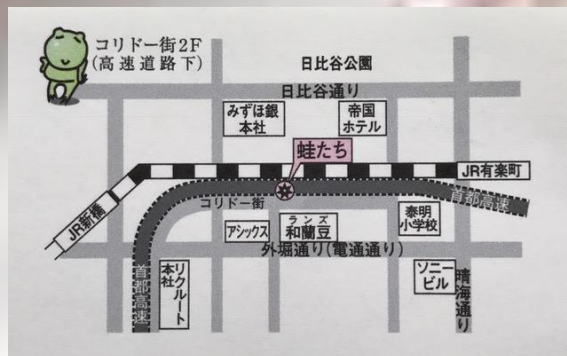 コリドー街2F
(高速道路下)
日比谷公園
日比谷通り
みずほ銀
本社
帝国
ホテル
蛙たち
JR有楽町
首都高速
JR新橋
コリドー街
アシックス
ランズ
和蘭豆
泰明
小学校
外堀通り(電通通り)
首都高速
リクルート
本社
ソニー
ビル
晴海通り